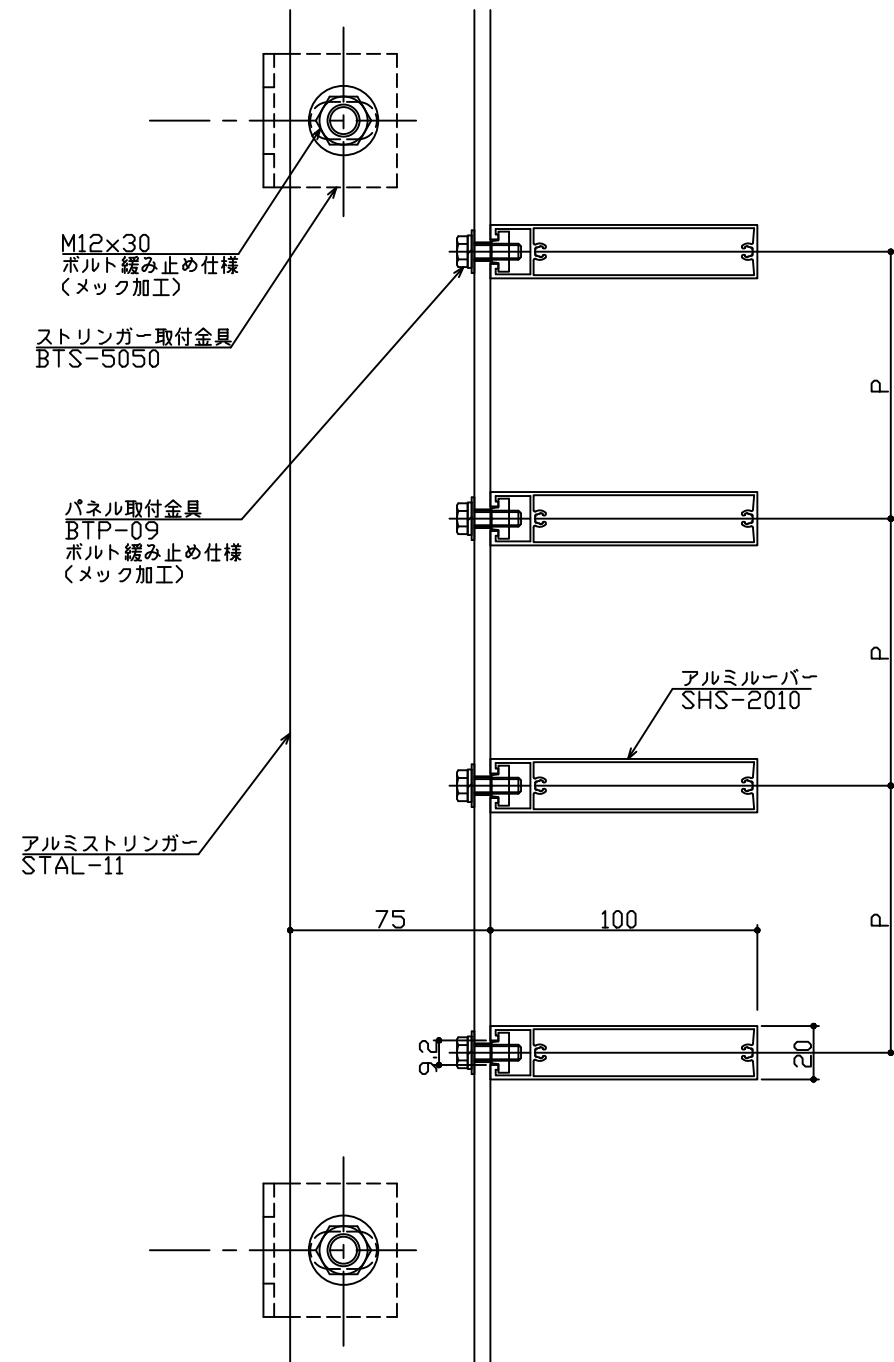 M12×30
ボルト緩み止め仕様
(メック加工)
ストリンガー取付金具
BTS-5050
P
パネル取付金具
BTP-09
ボルト緩み止め仕様
(メック加工)
P
アルミルーバー
SHS-2010
アルミストリンガー
STAL-11
75
100
P
9.2
20